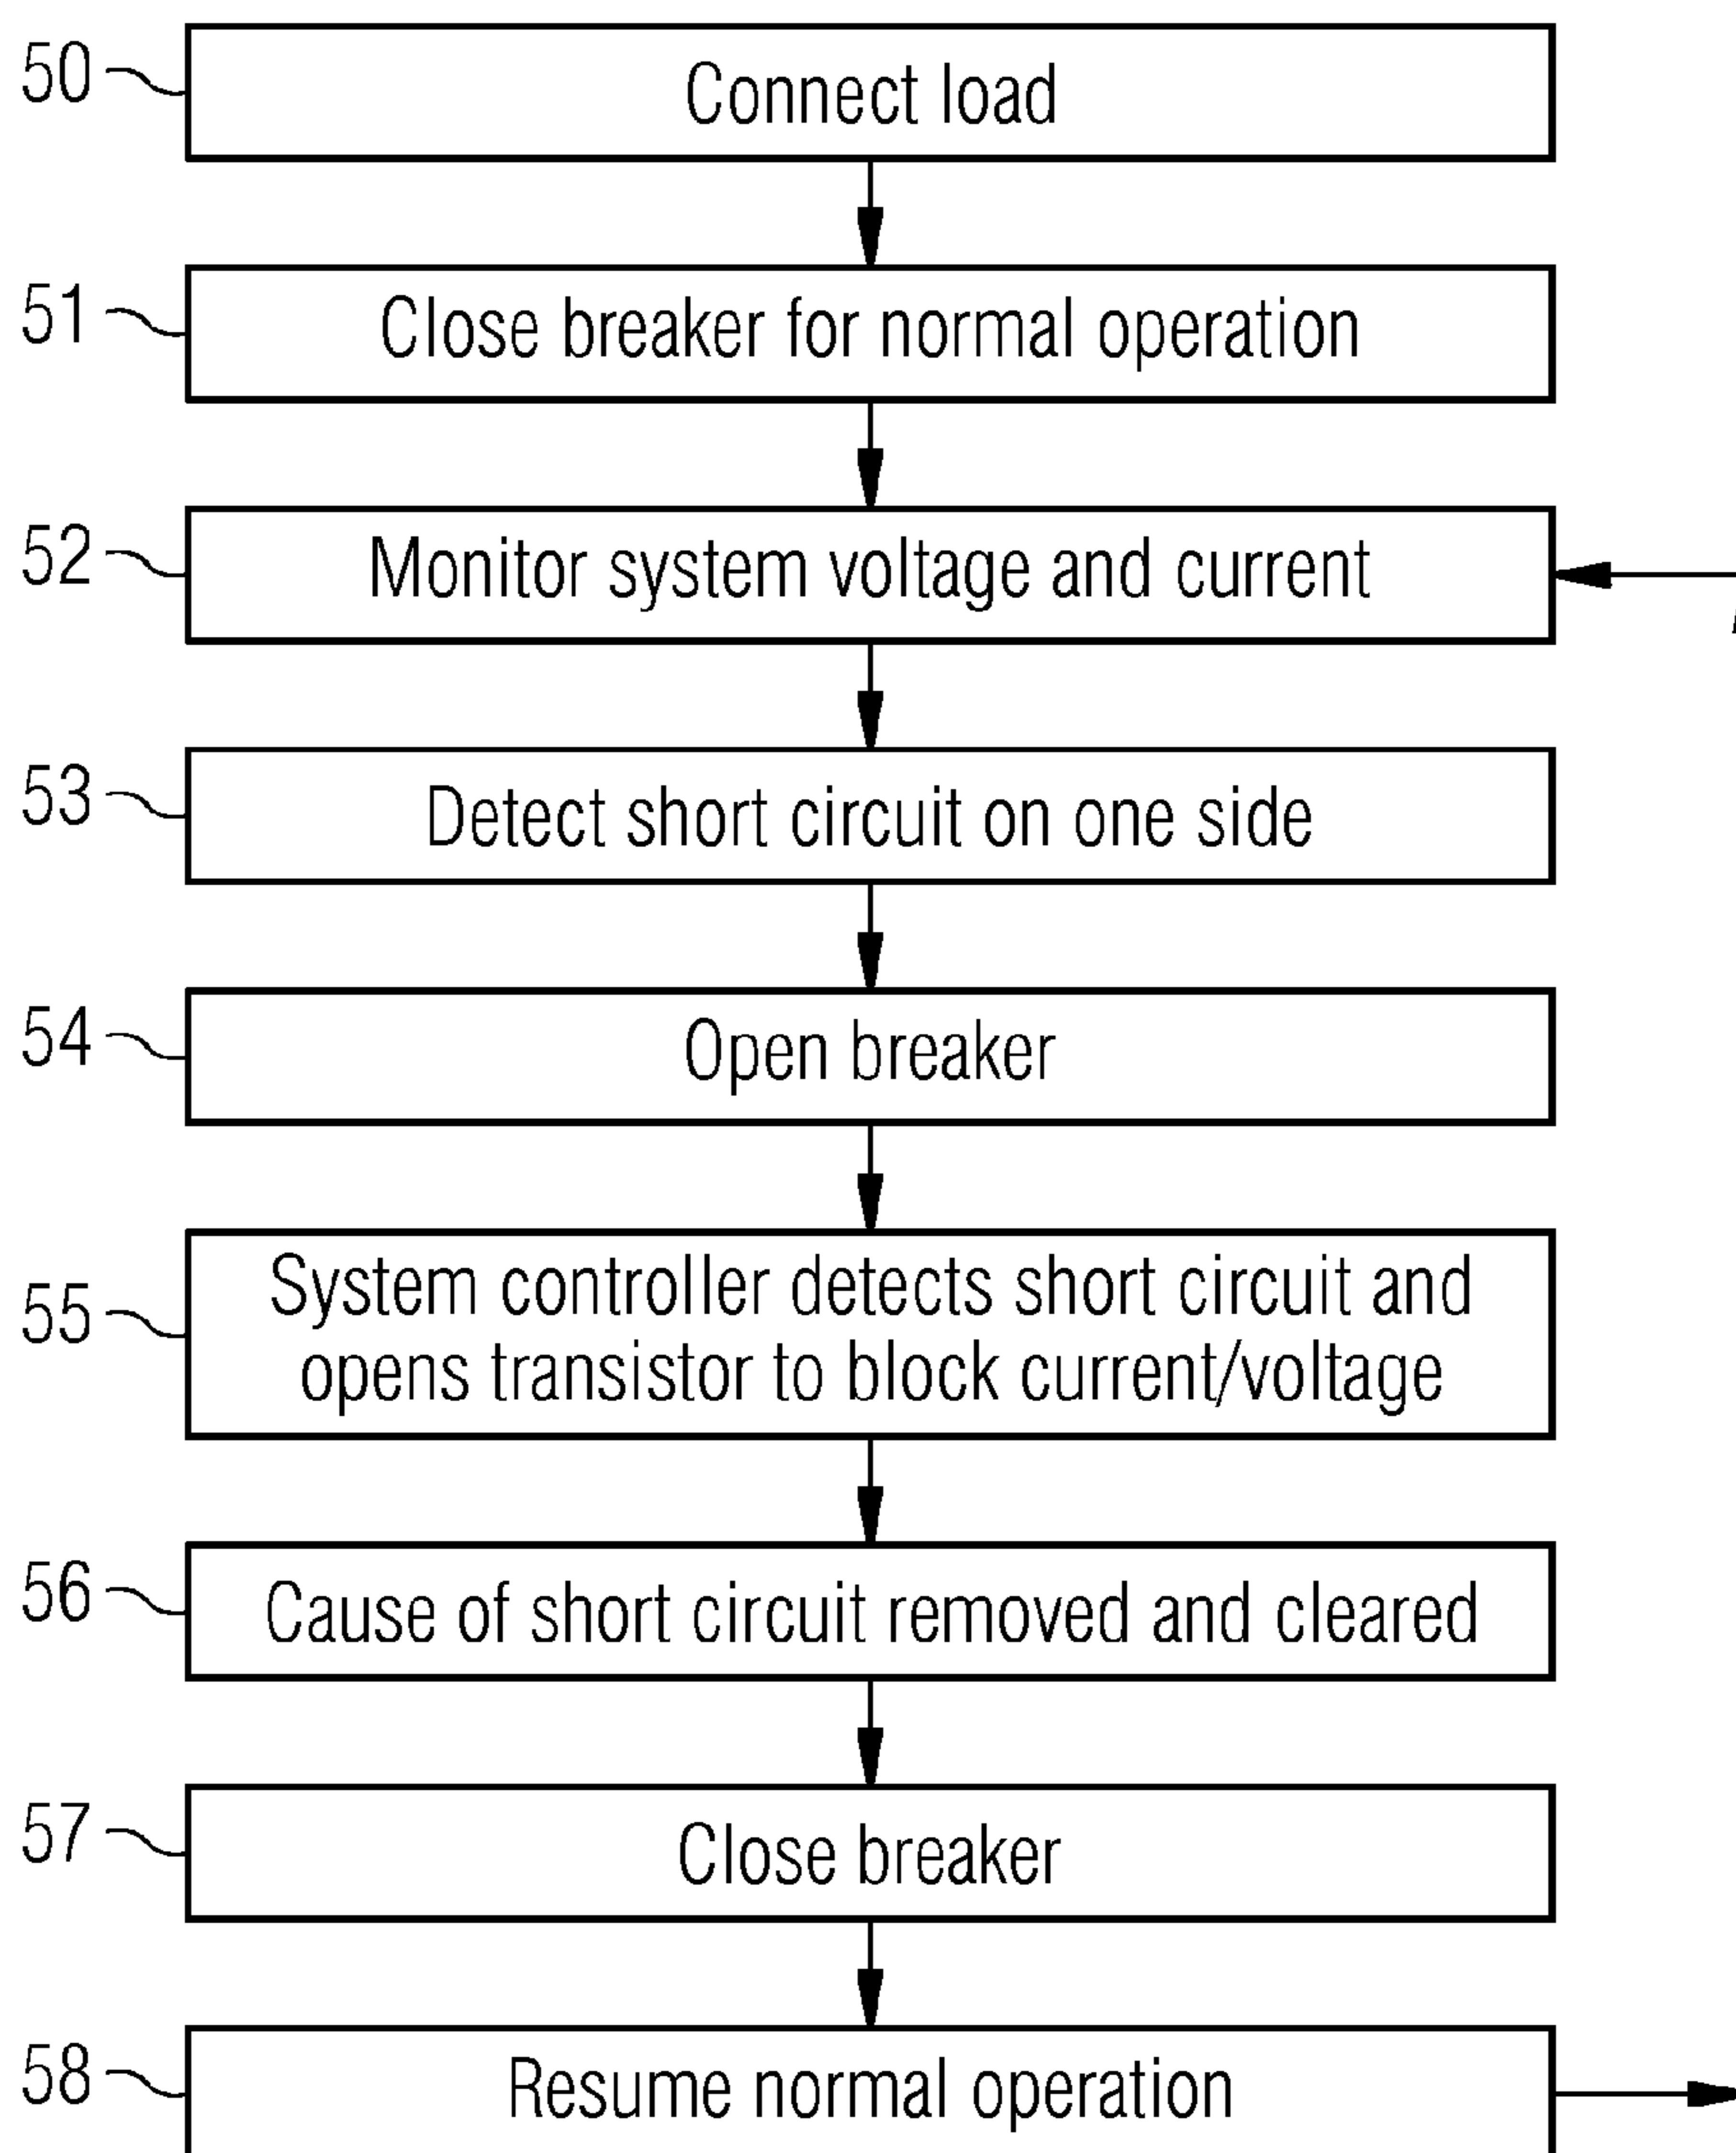 50 Connect load
51 Close breaker for normal operation
52 Monitor system voltage and current
53 Detect short circuit on one side
54 Open breaker
55 System controller detects short circuit and
opens transistor to block current/voltage
56 Cause of short circuit removed and cleared
57 Close breaker
58 Resume normal operation